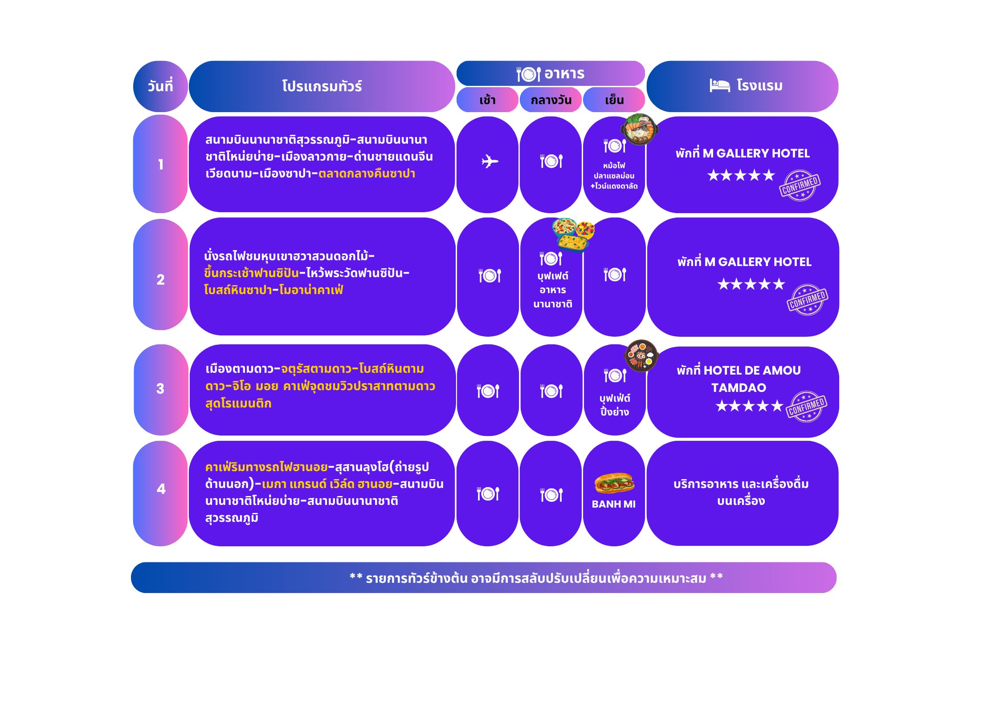 วันที่
โปรแกรมทัวร์
อาหาร
เช้า
กลางวัน
เย็น
โรงแรม
1
สนามบินนานาชาติสุวรรณภูมิ-สนามบินนานา
ชาติโหน่ยบ่าย-เมืองลาวกาย-ด่านชายแดนจีน
เวียดนาม-เมืองซาปา-ตลาดกลางคืนซาปา
หม้อไฟ
ปลาแซลม่อน
+ไวน์แดงดาลัด
พักที่ M GALLERY HOTEL
★★★★★
CONFIRMED
2
นั่งรถไฟชมหุบเขาฮวาสวนดอกไม้-
ขึ้นกระเช้าฟานซิปัน-ไหว้พระวัดฟานซิปัน-
โบสถ์หินซาปา-โมอาน่าคาเฟ่
บุฟเฟต์
อาหาร
นานาชาติ
พักที่ M GALLERY HOTEL
★★★★★
CONFIRMED
3
เมืองตามดาว-จตุรัสตามดาว-โบสถ์หินตาม
ดาว-จิโอ มอย คาเฟ่จุดชมวิวปราสาทตามดาว
สุดโรแมนติก
บุฟเฟ่ต์
ปิ้งย่าง
พักที่ HOTEL DE AMOU
TAMDAO
★★★★★
CONFIRMED
4
คาเฟ่ริมทางรถไฟฮานอย-สุสานลุงโฮ(ถ่ายรูป
ด้านนอก)-เมกา แกรนด์ เวิล์ด ฮานอย-สนามบิน
นานาชาติโหน่ยบ่าย-สนามบินนานาชาติ
สุวรรณภูมิ
BANH MI
บริการอาหาร และเครื่องดื่ม
บนเครื่อง
** รายการทัวร์ข้างต้น อาจมีการสลับปรับเปลี่ยนเพื่อความเหมาะสม **